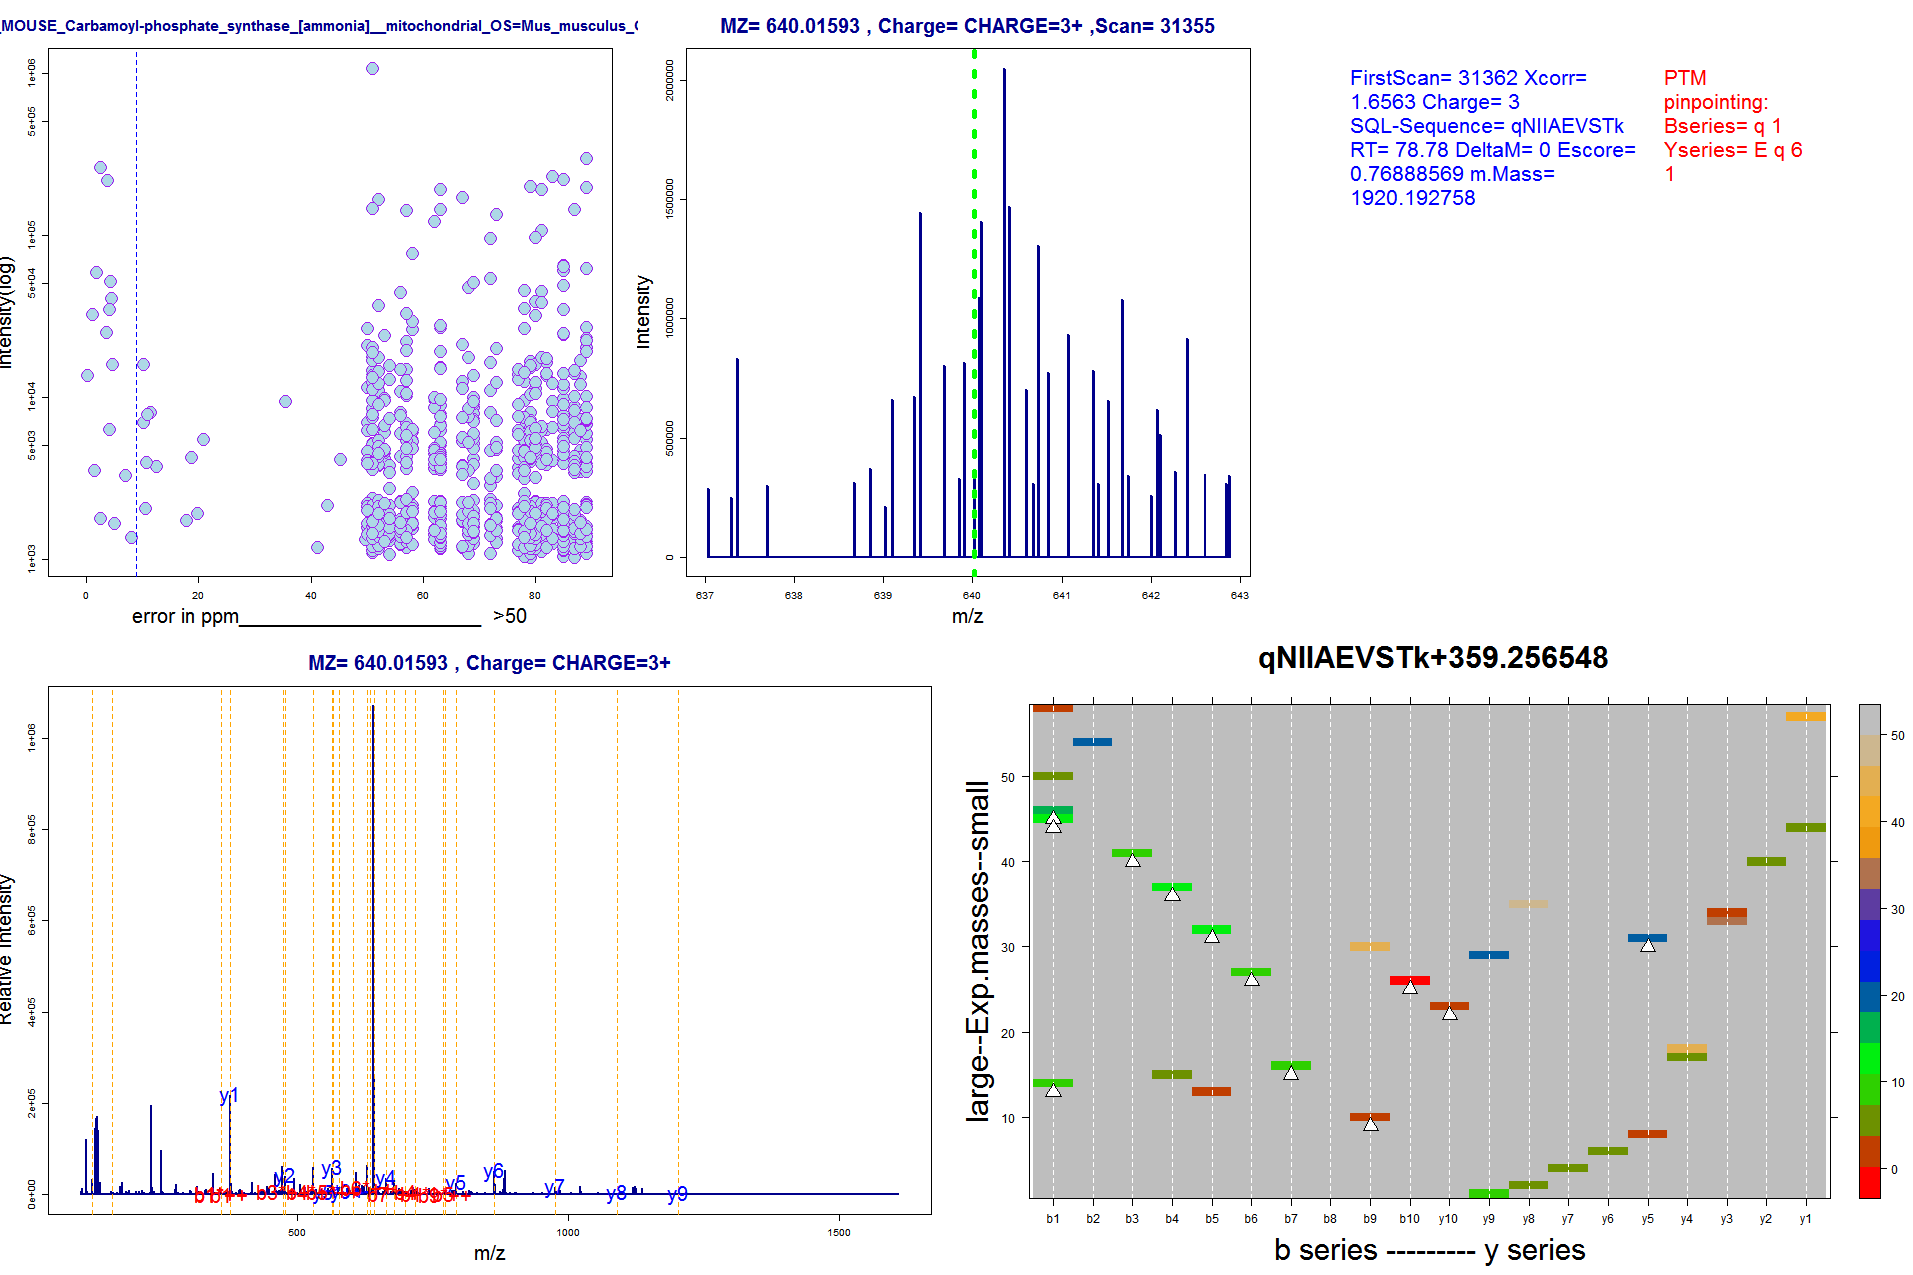 _MOUSE_Carbamoyl-phosphate_synthase_[ammonia]__mitochondrial_OS=Mus_musculus_
1e+03 5e+03 1e+04 5e+04 1e+05 5e+05 1e+06
Intensity(log)
0 20 40 60 80
error in ppm______________________ >50
MZ= 640.01593 , Charge= CHARGE=3+ ,Scan= 31355
0 500000 1000000 1500000 2000000
Intensity
637 638 639 640 641 642 643
m/z
FirstScan= 31362 Xcorr=
1.6563 Charge= 3
SQL-Sequence= qNIIAEVSTk
RT= 78.78 DeltaM= 0 Escore=
0.76888569 m.Mass=
1920.192758
PTM
pinpointing:
Bseries= q 1
Yseries= E q 6
1
MZ= 640.01593 , Charge= CHARGE=3+
0e+00 2e+05 4e+05 6e+05 8e+05 1e+06
Relative Intensity
y1
y2
y3
y4
y5
y6
y7
y8
y9
500 1000 1500
m/z
qNIIAEVSTk+359.256548
large--Exp.masses--small
10 20 30 40 50
b1 b2 b3 b4 b5 b6 b7 b8 b9 b10 y10 y9 y8 y7 y6 y5 y4 y3 y2 y1
b series --------- y series
0 10 20 30 40 50